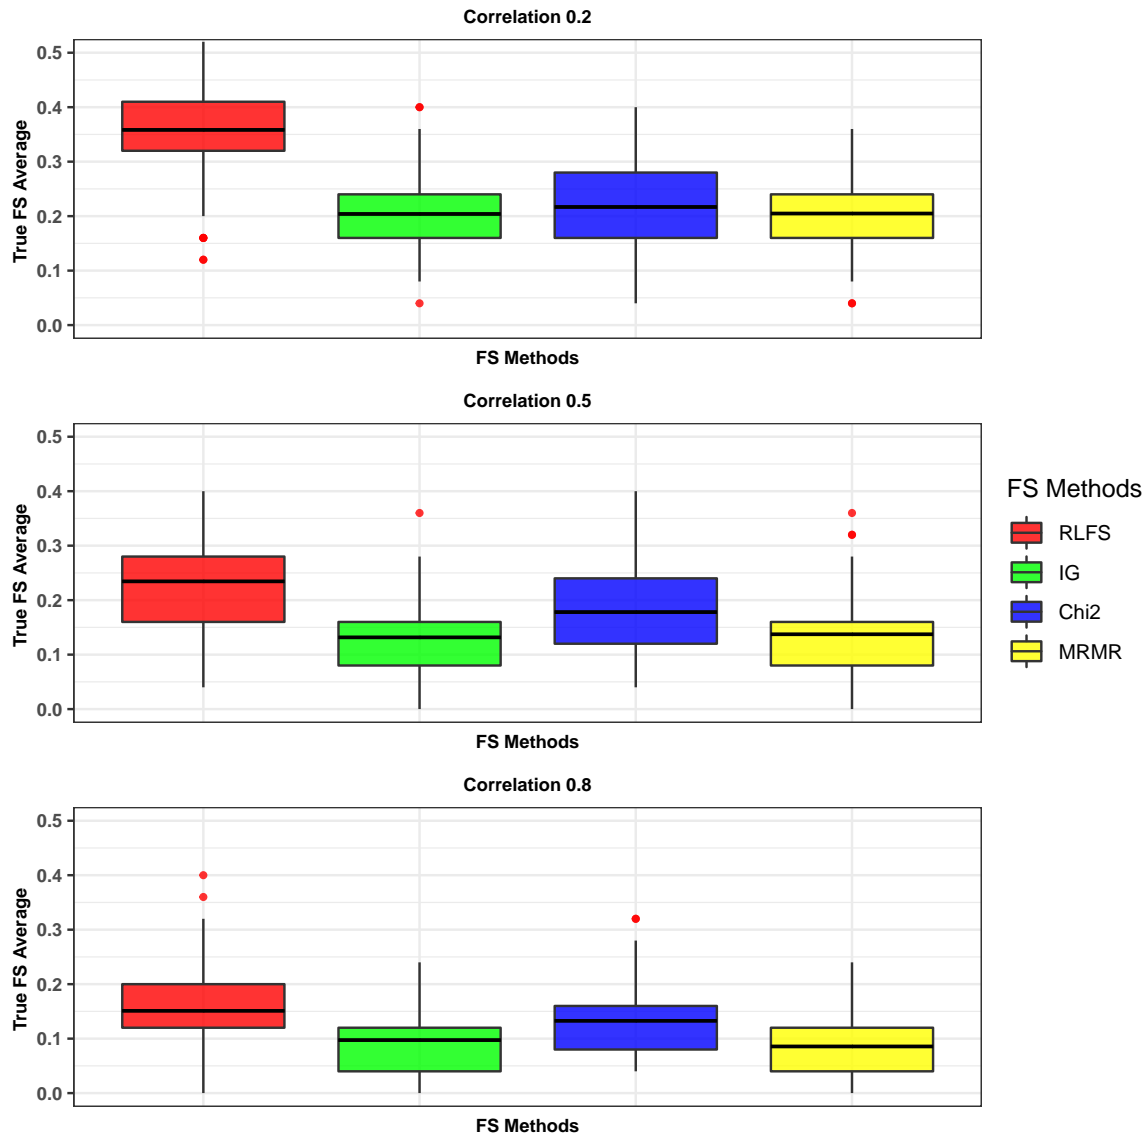 Correlation 0.2
True FS Average
0.5
0.4
0.3
0.2
0.1
0.0
FS Methods
Correlation 0.5
True FS Average
0.5
0.4
0.3
0.2
0.1
0.0
FS Methods
FS Methods
RLFS
IG
Chi2
MRMR
Correlation 0.8
True FS Average
0.5
0.4
0.3
0.2
0.1
0.0
FS Methods